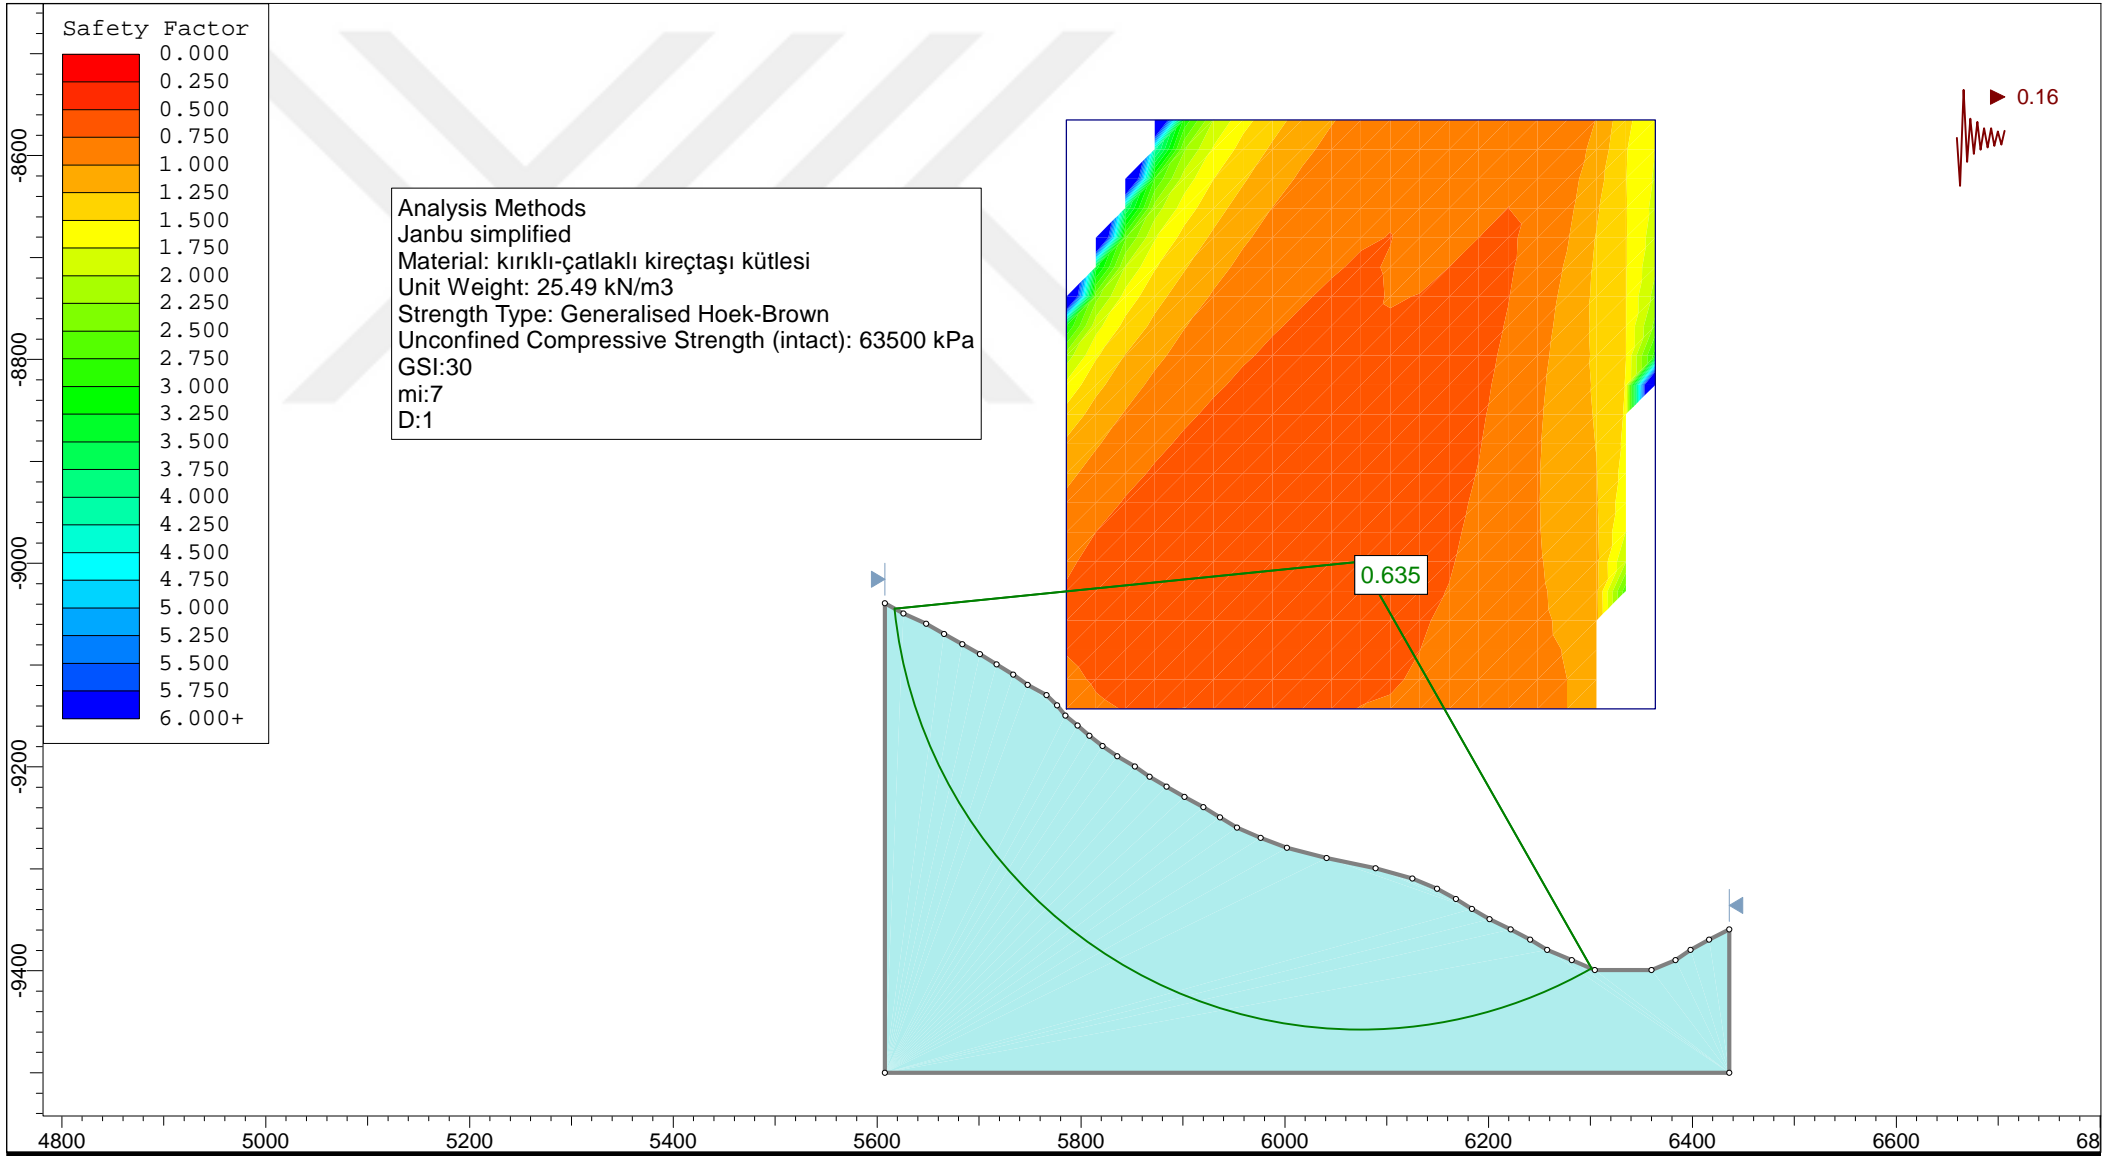 Safety Factor
0.000
0.250
0.500
0.750
1.000
1.250
1.500
1.750
2.000
2.250
2.500
2.750
3.000
3.250
3.500
3.750
4.000
4.250
4.500
4.750
5.000
5.250
5.500
5.750
6.000+
Analysis Methods
Janbu simplified
Material: kırıklı-çatlaklı kireçtaşı kütlesi
Unit Weight: 25.49 kN/m3
Strength Type: Generalised Hoek-Brown
Unconfined Compressive Strength (intact): 63500 kPa
GSI:30
mi:7
D:1
0.16
0.635
-8600
-8800
-9000
-9200
-9400
4800 5000 5200 5400 5600 5800 6000 6200 6400 6600 68